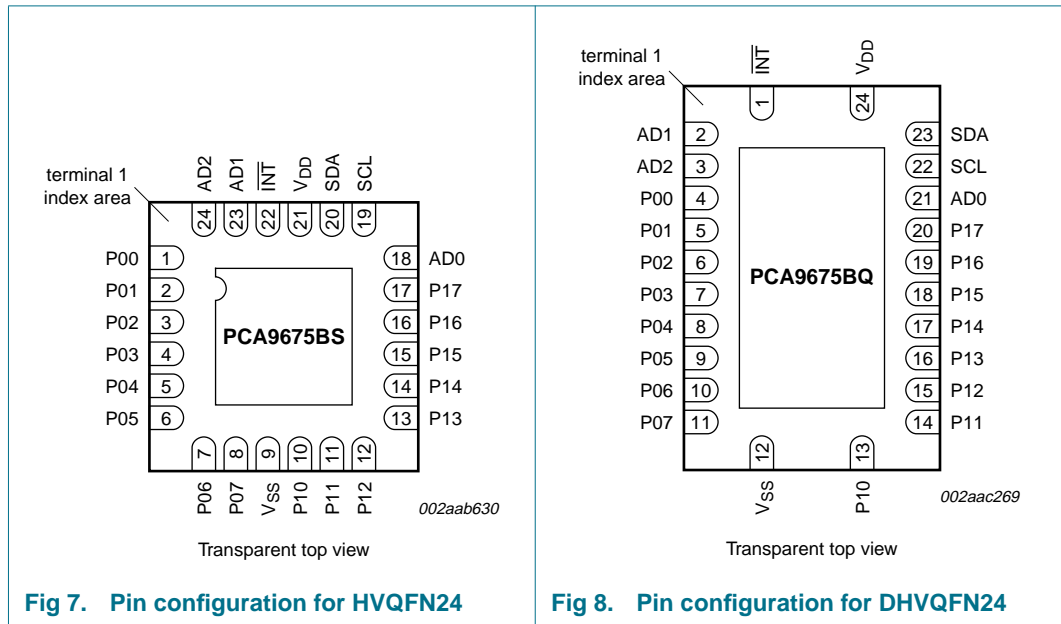 terminal 1
index area
AD2
AD1
INT
VDD
SDA
SCL
24
23
22
21
20
19
P00 1
P01 2
P02 3
P03 4
P04 5
P05 6
PCA9675BS
18 AD0
17 P17
16 P16
15 P15
14 P14
13 P13
7
8
9
10
11
12
P06
P07
VSS
P10
P11
P12
002aab630
Transparent top view
Fig 7. Pin configuration for HVQFN24
terminal 1
index area
INT
VDD
1
24
AD1 2
AD2 3
P00 4
P01 5
P02 6
P03 7
P04 8
P05 9
P06 10
P07 11
PCA9675BQ
23 SDA
22 SCL
21 AD0
20 P17
19 P16
18 P15
17 P14
16 P13
15 P12
14 P11
12
13
VSS
P10
002aac269
Transparent top view
Fig 8. Pin configuration for DHVQFN24